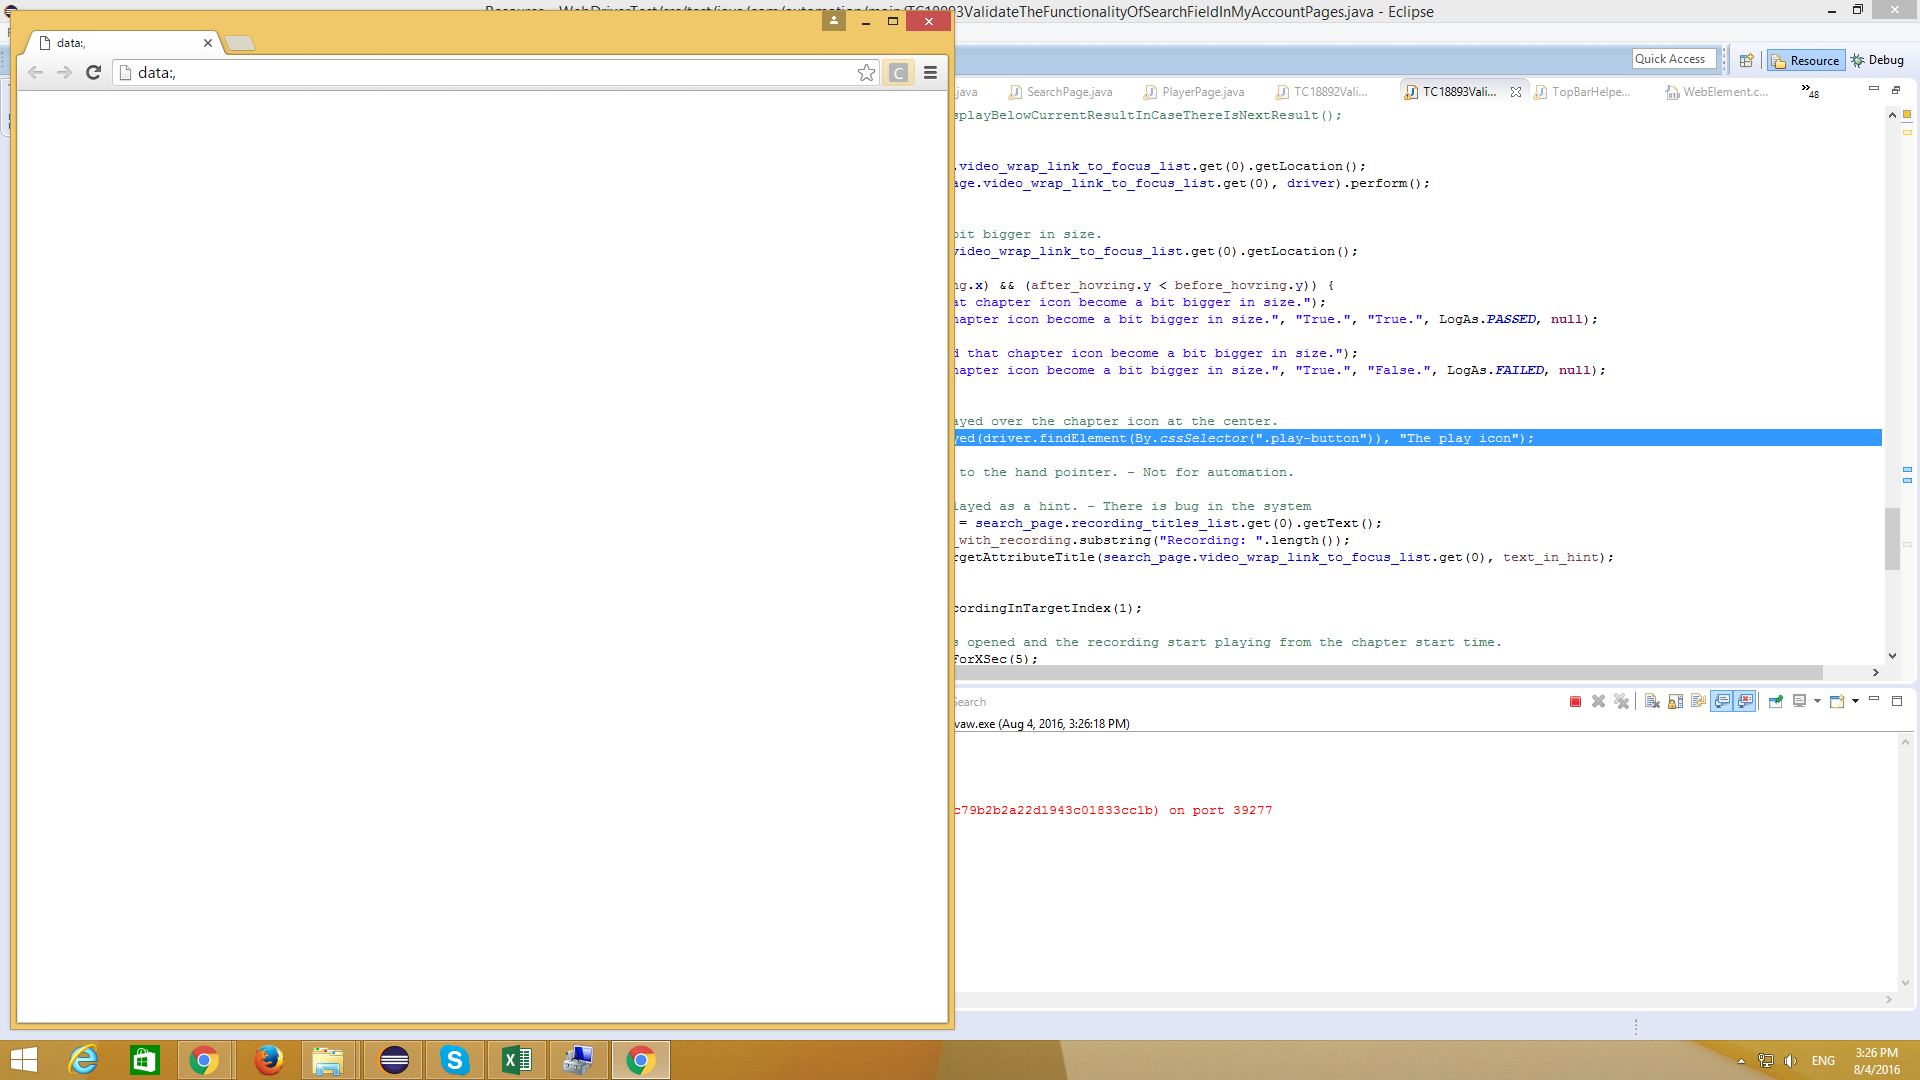 TC18893ValidateTheFunctionalityOfSearchFieldInMyAccountPages.java - Eclipse
data:,
data:,
C
Quick Access
Resource
Debug
java
SearchPage.java
PlayerPage.java
TC18892Vali...
TC18893Vali...
TopBarHelpe...
WebElement.c...
48
splayBelowCurrentResultInCaseThereIsNextResult();
.video_wrap_link_to_focus_list.get(0).getLocation();
age.video_wrap_link_to_focus_list.get(0), driver).perform();
bit bigger in size.
video_wrap_link_to_focus_list.get(0).getLocation();
ng.x) && (after_hovring.y < before_hovring.y)) {
at chapter icon become a bit bigger in size.");
hapter icon become a bit bigger in size.", "True.", "True.", LogAs.PASSED, null);
d that chapter icon become a bit bigger in size.");
hapter icon become a bit bigger in size.", "True.", "False.", LogAs.FAILED, null);
ayed over the chapter icon at the center.
yed(driver.findElement(By.cssSelector(".play-button")), "The play icon");
to the hand pointer. - Not for automation.
layed as a hint. - There is bug in the system
= search_page.recording_titles_list.get(0).getText();
_with_recording.substring("Recording: ".length());
rgetAttributeTitle(search_page.video_wrap_link_to_focus_list.get(0), text_in_hint);
cordingInTargetIndex(1);
s opened and the recording start playing from the chapter start time.
ForXSec(5);
Search
vaw.exe (Aug 4, 2016, 3:26:18 PM)
c79b2b2a22d1943c01833cc1b) on port 39277
ENG
3:26 PM
8/4/2016